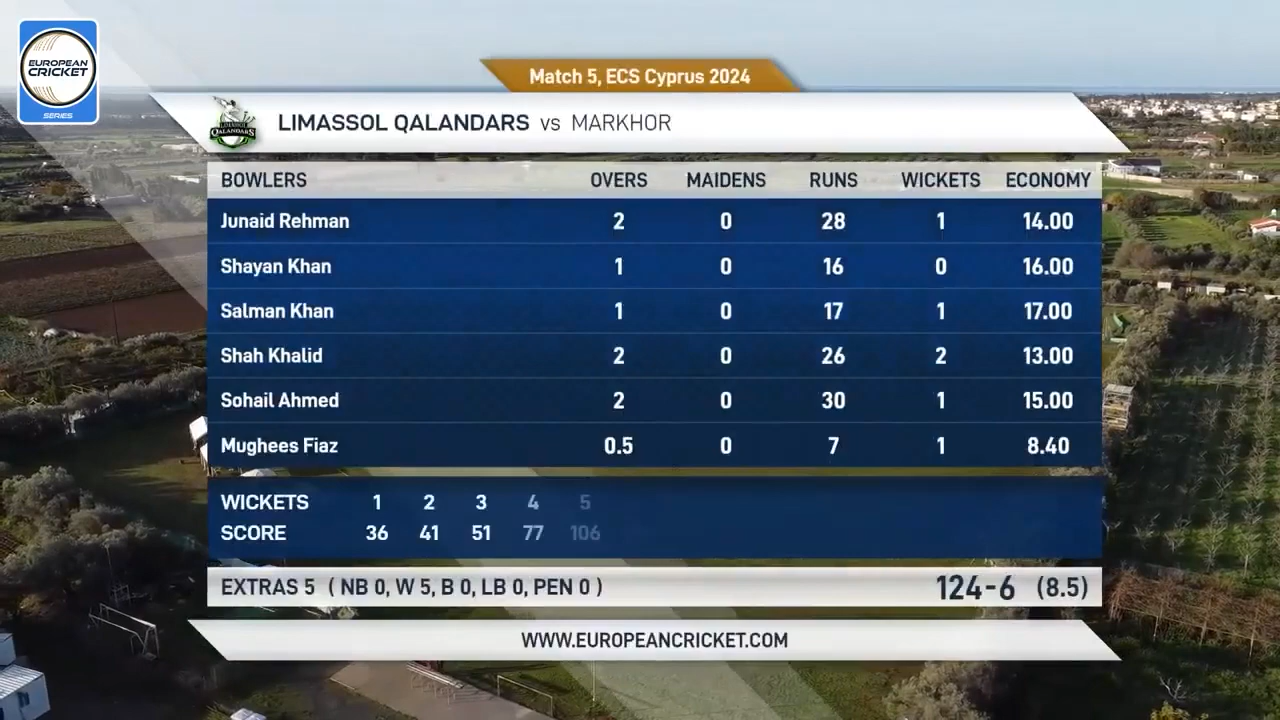 EUROPEAN
CRICKET
SERIES
Match 5, ECS Cyprus 2024
LIMASSOL
QALANDARS
LIMASSOL QALANDARS vs MARKHOR
BOWLERS OVERS MAIDENS RUNS WICKETS ECONOMY
Junaid Rehman 2 0 28 1 14.00
Shayan Khan 1 0 16 0 16.00
Salman Khan 1 0 17 1 17.00
Shah Khalid 2 0 26 2 13.00
Sohail Ahmed 2 0 30 1 15.00
Mughees Fiaz 0.5 0 7 1 8.40
WICKETS 1 2 3 4 5
SCORE 36 41 51 77 106
EXTRAS 5 ( NB 0, W 5, B 0, LB 0, PEN 0 ) 124-6 (8.5)
WWW.EUROPEANCRICKET.COM